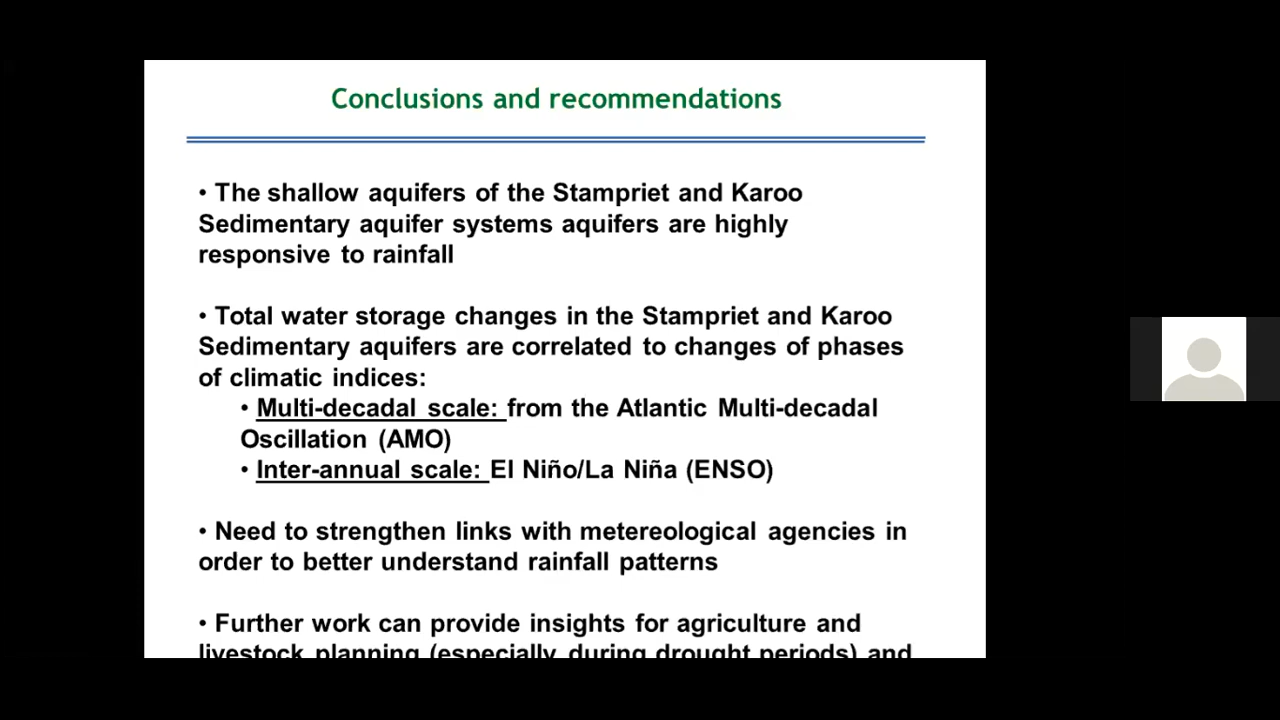 Conclusions and recommendations
• The shallow aquifers of the Stampriet and Karoo
Sedimentary aquifer systems aquifers are highly
responsive to rainfall
• Total water storage changes in the Stampriet and Karoo
Sedimentary aquifers are correlated to changes of phases
of climatic indices:
• Multi-decadal scale: from the Atlantic Multi-decadal
Oscillation (AMO)
• Inter-annual scale: El Niño/La Niña (ENSO)
• Need to strengthen links with metereological agencies in
order to better understand rainfall patterns
• Further work can provide insights for agriculture and
livestock planning (especially during drought periods) and